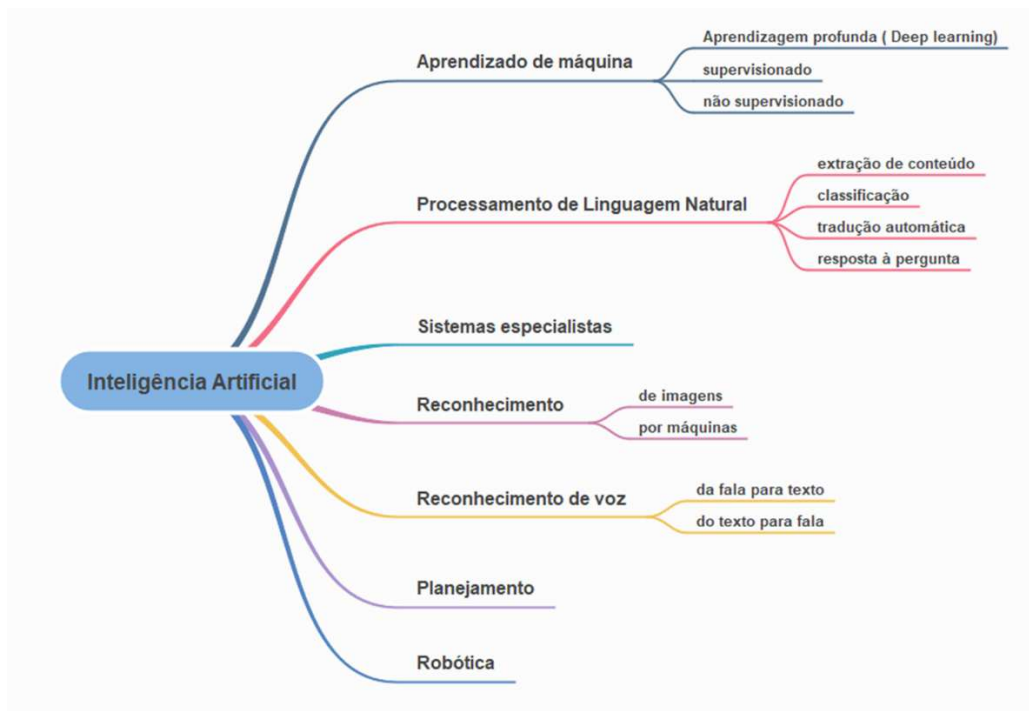 Inteligência Artificial
Aprendizado de máquina
Aprendizagem profunda ( Deep learning)
supervisionado
não supervisionado
Processamento de Linguagem Natural
extração de conteúdo
classificação
tradução automática
resposta à pergunta
Sistemas especialistas
Reconhecimento
de imagens
por máquinas
Reconhecimento de voz
da fala para texto
do texto para fala
Planejamento
Robótica